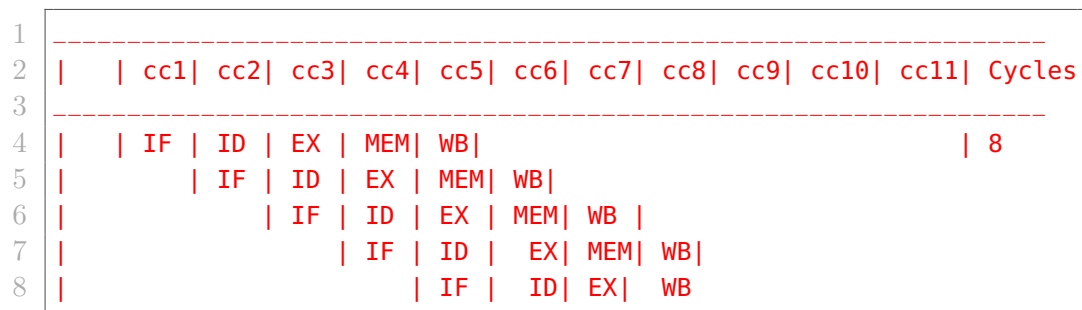 1 ___________________________________________________________________
2 |   | cc1| cc2| cc3| cc4| cc5| cc6| cc7| cc8| cc9| cc10| cc11| Cycles
3 ___________________________________________________________________
4 |   | IF | ID | EX | MEM| WB|                                | 8
5 |        | IF | ID | EX | MEM| WB|
6 |             | IF | ID | EX | MEM| WB |
7 |                  | IF | ID |  EX| MEM| WB|
8 |                       | IF |  ID| EX|  WB